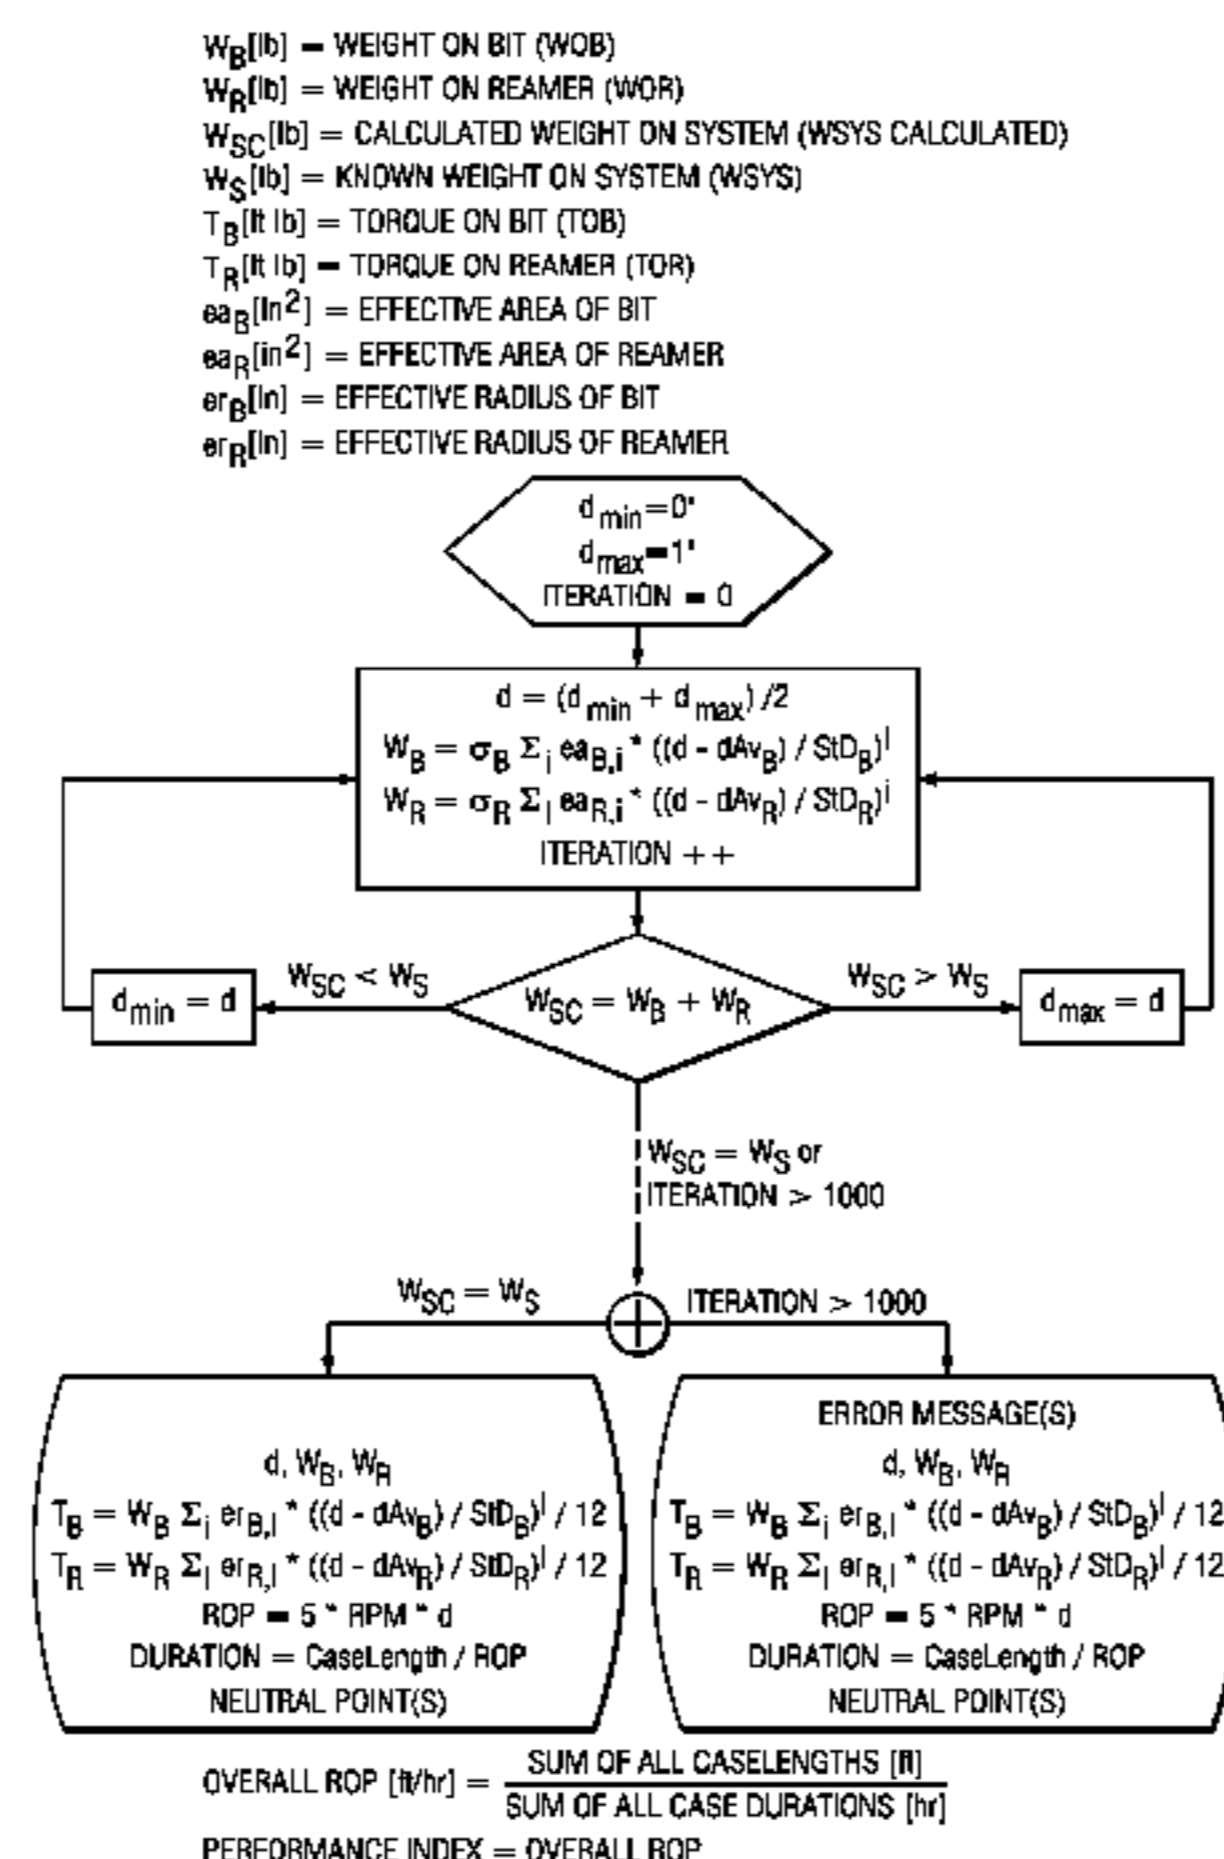 W_B[lb] = WEIGHT ON BIT (WOB)
W_R[lb] = WEIGHT ON REAMER (WOR)
W_SC[lb] = CALCULATED WEIGHT ON SYSTEM (WSYS CALCULATED)
W_S[lb] = KNOWN WEIGHT ON SYSTEM (WSYS)
T_B[ft lb] = TORQUE ON BIT (TOB)
T_R[ft lb] = TORQUE ON REAMER (TOR)
ea_B[in²] = EFFECTIVE AREA OF BIT
ea_R[in²] = EFFECTIVE AREA OF REAMER
er_B[in] = EFFECTIVE RADIUS OF BIT
er_R[in] = EFFECTIVE RADIUS OF REAMER
d_min=0"
d_max=1"
ITERATION = 0
d = (d_min + d_max) /2
W_B = σ_B Σ_i ea_B,i * ((d - dAv_B) / StD_B)^i
W_R = σ_R Σ_i ea_R,i * ((d - dAv_R) / StD_R)^i
ITERATION ++
W_SC < W_S
W_SC > W_S
d_min = d
W_SC = W_B + W_R
d_max = d
W_SC = W_S or
ITERATION > 1000
W_SC = W_S
ITERATION > 1000
d, W_B, W_R
T_B = W_B Σ_i er_B,i * ((d - dAv_B) / StD_B)^i / 12
T_R = W_R Σ_i er_R,i * ((d - dAv_R) / StD_R)^i / 12
ROP = 5 * RPM * d
DURATION = CaseLength / ROP
NEUTRAL POINT(S)
ERROR MESSAGE(S)
d, W_B, W_R
T_B = W_B Σ_i er_B,i * ((d - dAv_B) / StD_B)^i / 12
T_R = W_R Σ_i er_R,i * ((d - dAv_R) / StD_R)^i / 12
ROP = 5 * RPM * d
DURATION = CaseLength / ROP
NEUTRAL POINT(S)
OVERALL ROP [ft/hr] = SUM OF ALL CASELENGTHS [ft]
SUM OF ALL CASE DURATIONS [hr]
PERFORMANCE INDEX = OVERALL ROP